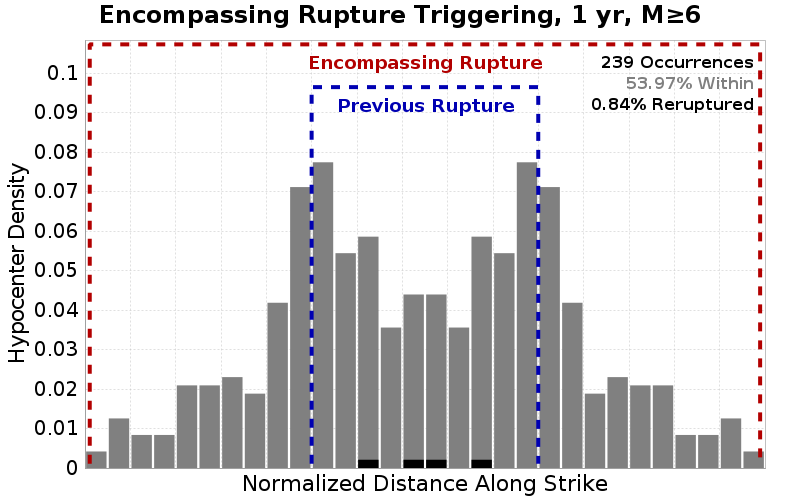 Encompassing Rupture Triggering, 1 yr, M≥6
Encompassing Rupture
239 Occurrences
53.97% Within
0.84% Reruptured
Previous Rupture
Hypocenter Density
0.1
0.09
0.08
0.07
0.06
0.05
0.04
0.03
0.02
0.01
0
Normalized Distance Along Strike